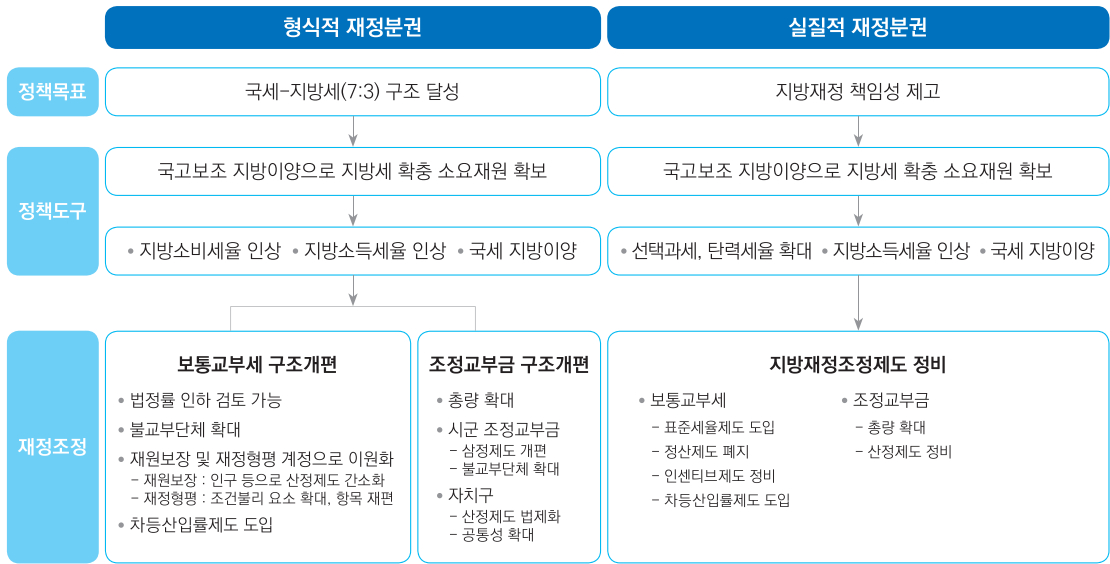 형식적 재정분권
실질적 재정분권
정책목표
국세-지방세(7:3) 구조 달성
지방재정 책임성 제고
정책도구
국고보조 지방이양으로 지방세 확충 소요재원 확보
국고보조 지방이양으로 지방세 확충 소요재원 확보
• 지방소비세율 인상 • 지방소득세율 인상 • 국세 지방이양
• 선택과세, 탄력세율 확대 • 지방소득세율 인상 • 국세 지방이양
재정조정
보통교부세 구조개편
• 법정률 인하 검토 가능
• 불교부단체 확대
• 재원보장 및 재정형평 계정으로 이원화
- 재원보장 : 인구 등으로 산정제도 간소화
- 재정형평 : 조건불리 요소 확대, 항목 재편
• 차등산입률제도 도입
조정교부금 구조개편
• 총량 확대
• 시군 조정교부금
- 삼정제도 개편
- 불교부단체 확대
• 자치구
- 산정제도 법제화
- 공통성 확대
지방재정조정제도 정비
• 보통교부세
- 표준세율제도 도입
- 정산제도 폐지
- 인센티브제도 정비
- 차등산입률제도 도입
• 조정교부금
- 총량 확대
- 산정제도 정비